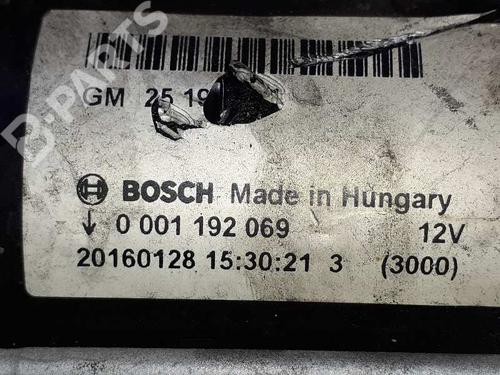 B-PARTS
GM 25 19
BOSCH Made in Hungary
0 001 192 069 12V
20160128 15:30:21 3 (3000)